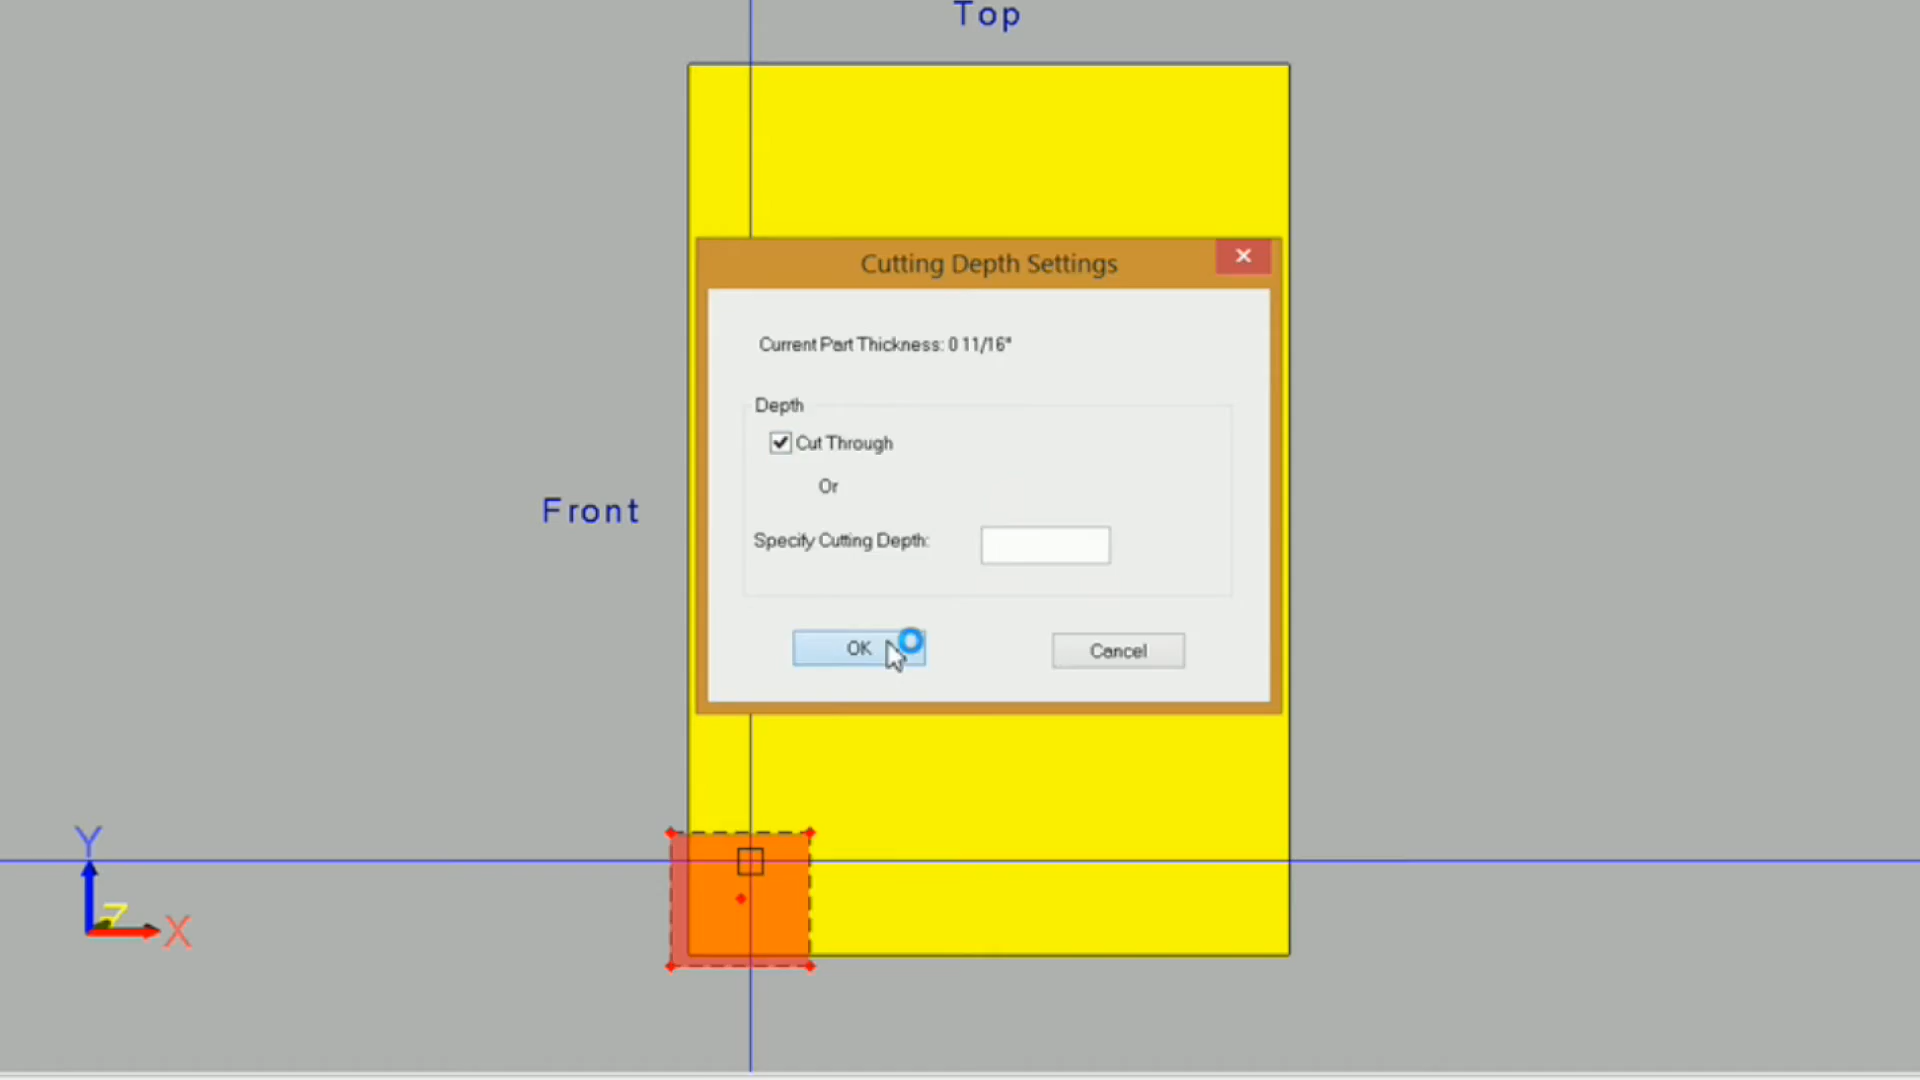 Top
Cutting Depth Settings
Current Part Thickness: 0 11/16"
Depth
Cut Through
Or
Front
Specify Cutting Depth:
OK
Cancel
Y
Z
X